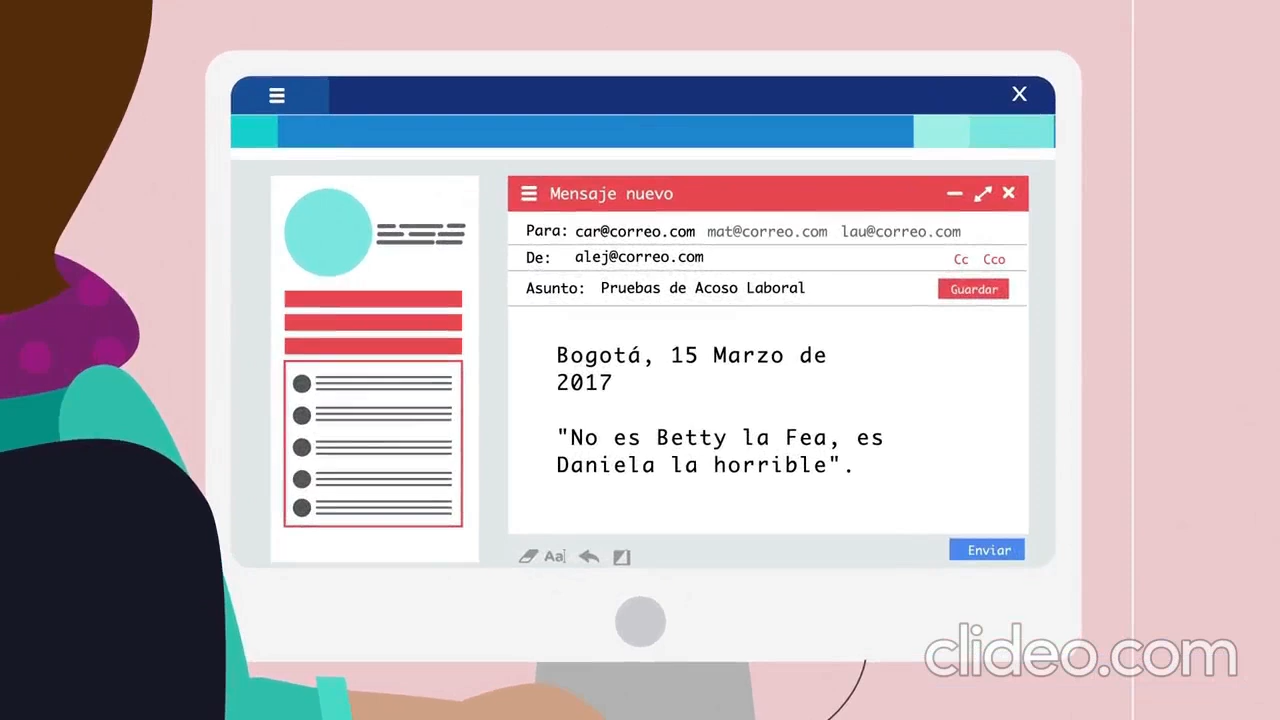 X
Mensaje nuevo
Para: car@correo.com mat@correo.com lau@correo.com
De: alej@correo.com
Cc Cco
Asunto: Pruebas de Acoso Laboral
Guardar
Bogotá, 15 Marzo de
2017
"No es Betty la Fea, es
Daniela la horrible".
Aa
Enviar
clideo.com